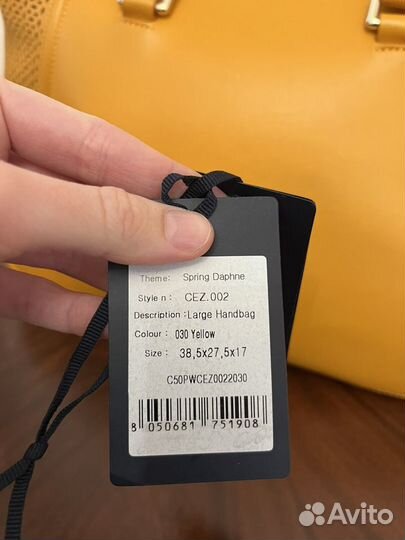 Theme: Spring Daphne
Style n : CEZ.002
Description : Large Handbag
Colour : 030 Yellow
Size : 38,5x27,5x17
C50PWCEZ0022030
8 050681 751908
Avito